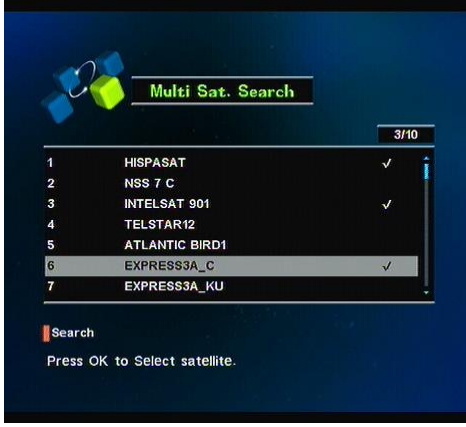 Multi Sat. Search
3/10
1 HISPASAT ✓
2 NSS 7 C
3 INTELSAT 901 ✓
4 TELSTAR12
5 ATLANTIC BIRD1
6 EXPRESS3A_C ✓
7 EXPRESS3A_KU
Search
Press OK to Select satellite.